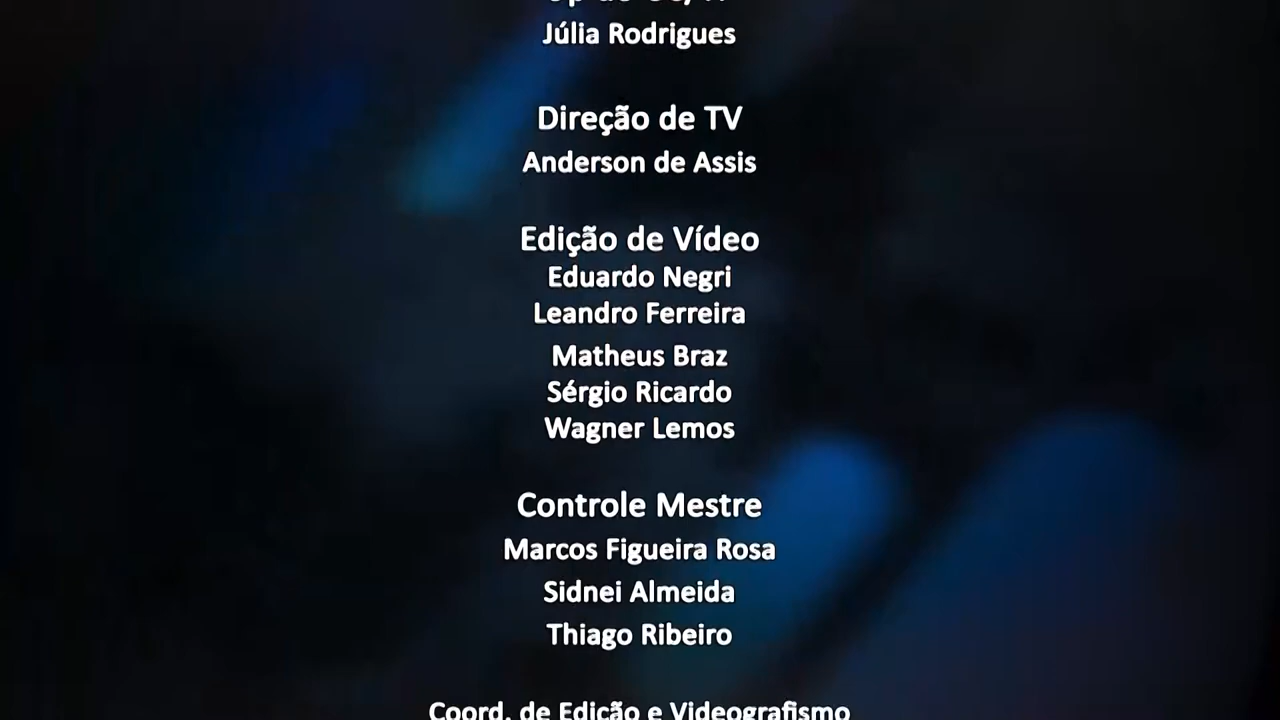 Júlia Rodrigues
Direção de TV
Anderson de Assis
Edição de Vídeo
Eduardo Negri
Leandro Ferreira
Matheus Braz
Sérgio Ricardo
Wagner Lemos
Controle Mestre
Marcos Figueira Rosa
Sidnei Almeida
Thiago Ribeiro
Coord. de Edição e Videografismo